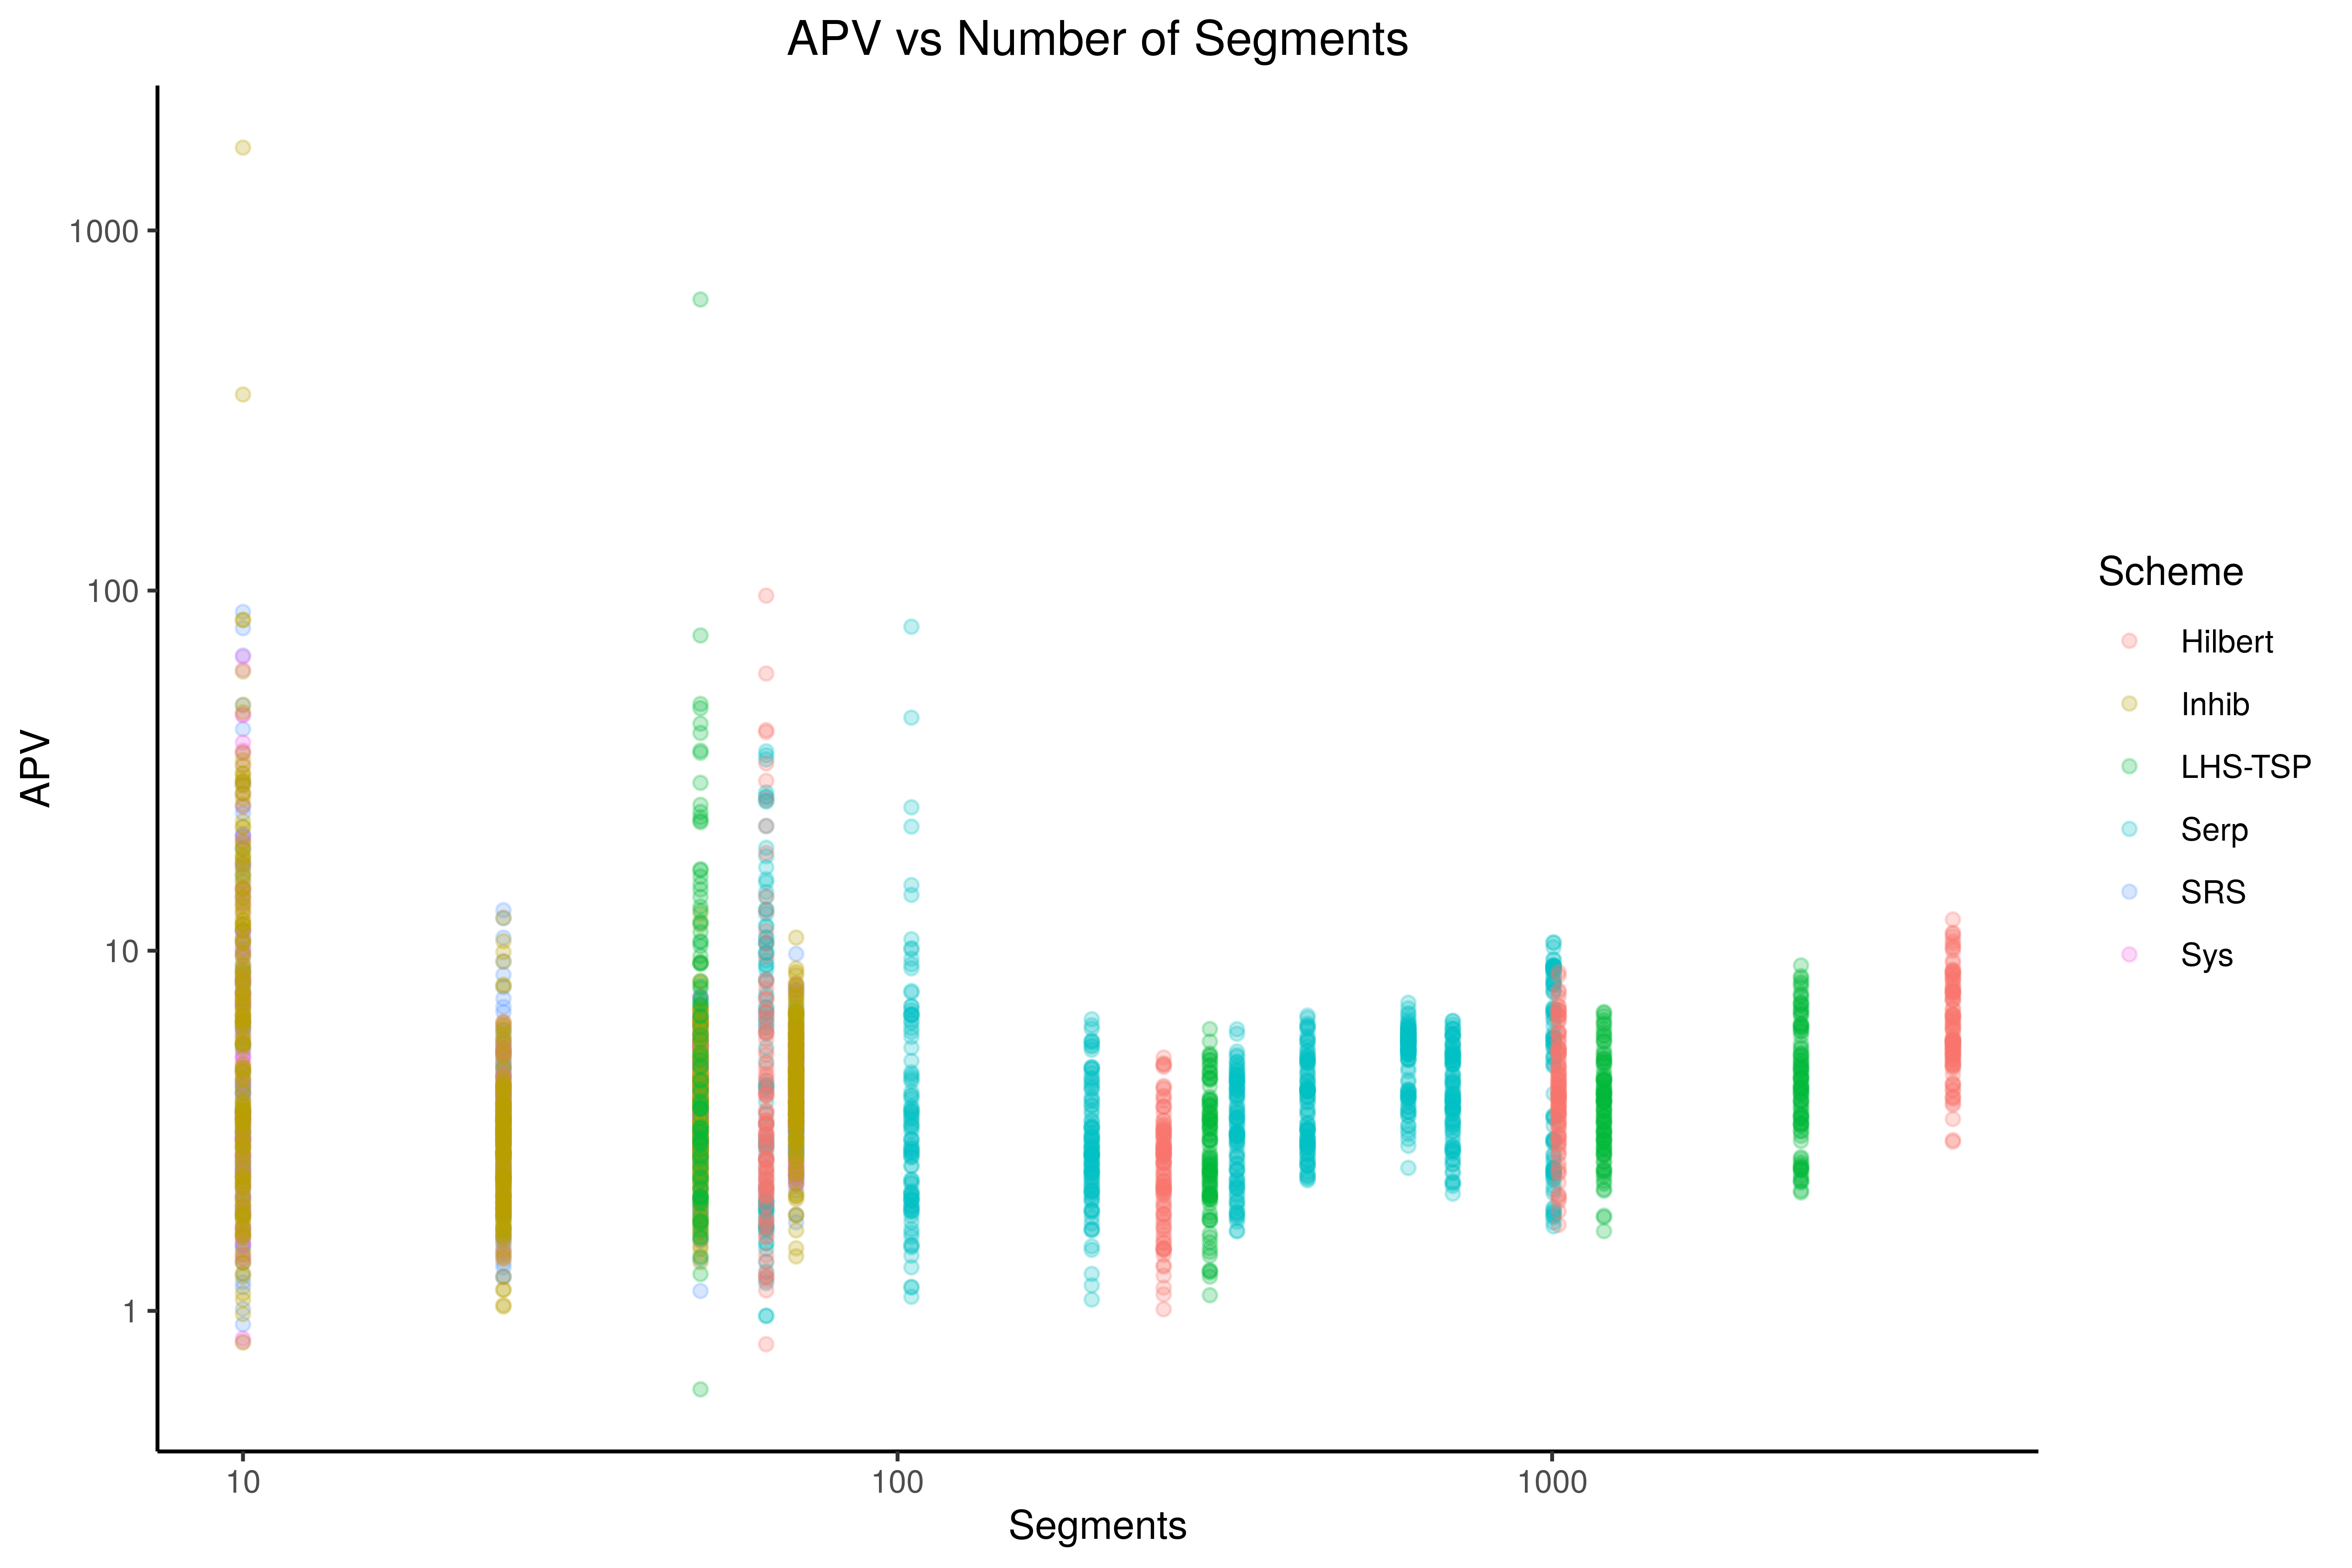 APV vs Number of Segments
APV
1000
100
10
1
10
100
1000
Segments
Scheme
Hilbert
Inhib
LHS-TSP
Serp
SRS
Sys